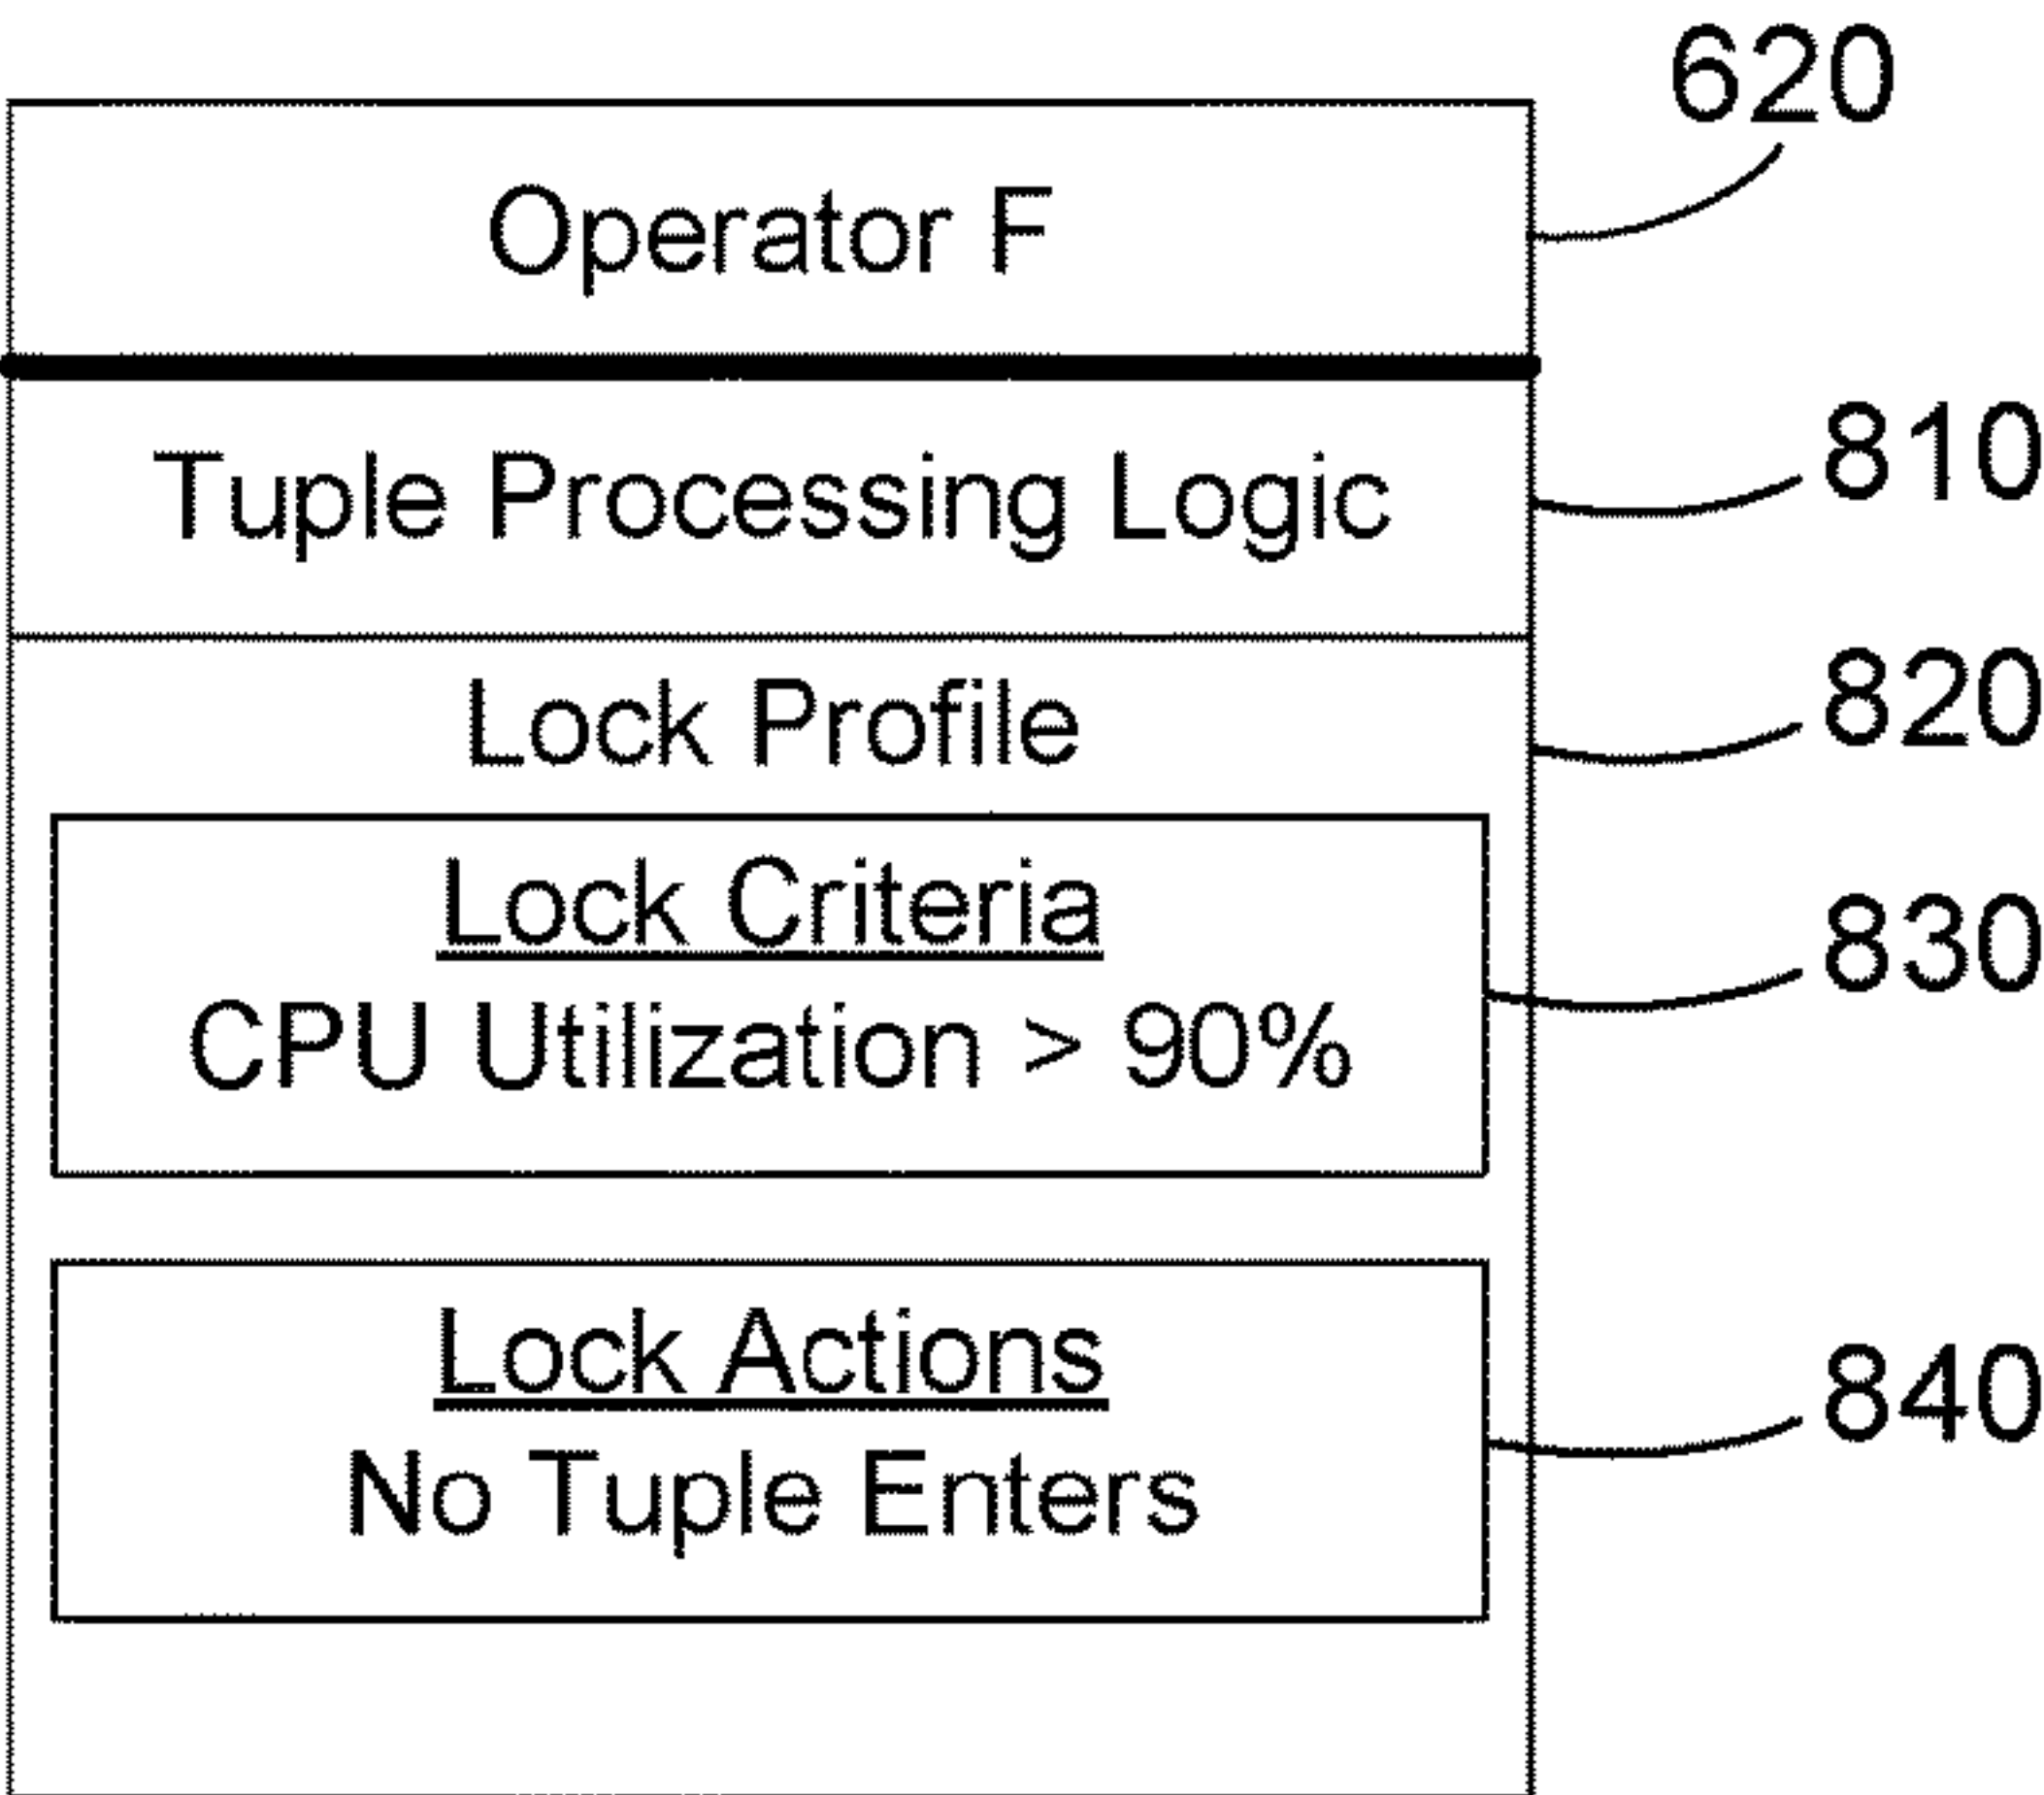 620
Operator F
Tuple Processing Logic
810
Lock Profile
820
Lock Criteria
CPU Utilization > 90%
830
Lock Actions
No Tuple Enters
840